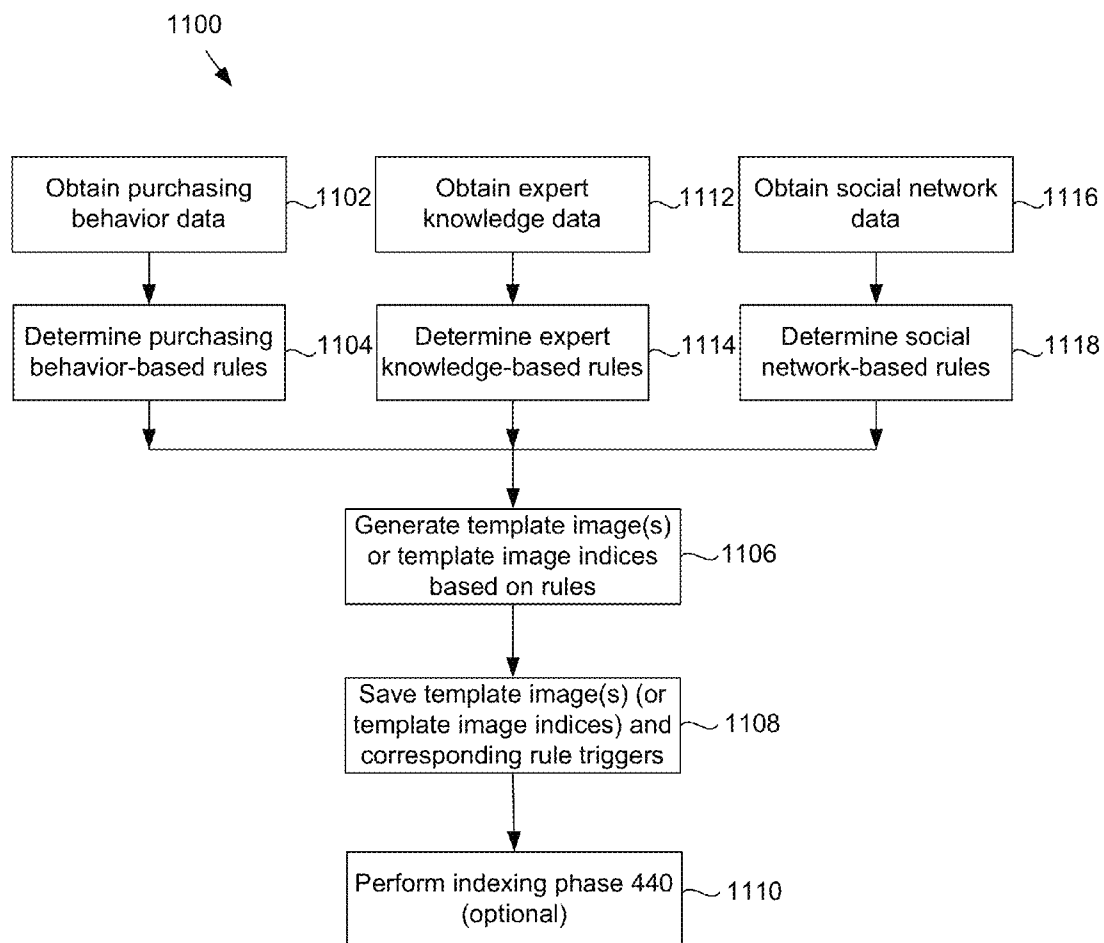 1100
Obtain purchasing
behavior data
1102
Obtain expert
knowledge data
1112
Obtain social network
data
1116
Determine purchasing
behavior-based rules
1104
Determine expert
knowledge-based rules
1114
Determine social
network-based rules
1118
Generate template image(s)
or template image indices
based on rules
1106
Save template image(s) (or
template image indices) and
corresponding rule triggers
1108
Perform indexing phase 440
(optional)
1110